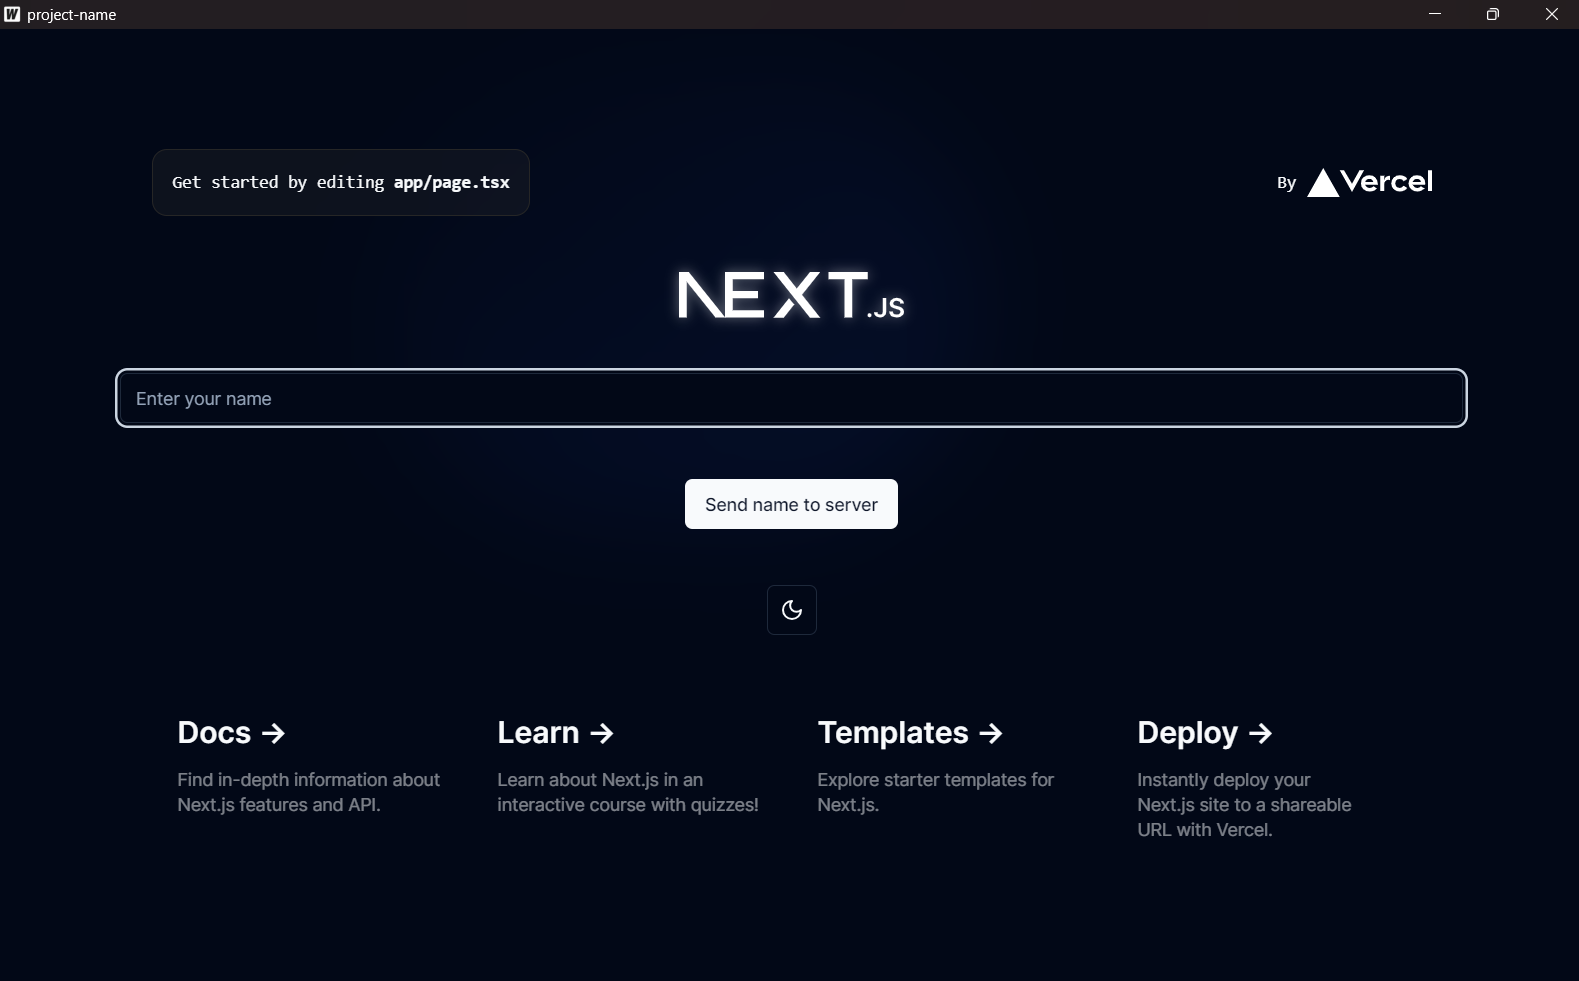 W project-name
Get started by editing app/page.tsx
By Vercel
NEXT.JS
Enter your name
Send name to server
Docs →
Find in-depth information about
Next.js features and API.
Learn →
Learn about Next.js in an
interactive course with quizzes!
Templates →
Explore starter templates for
Next.js.
Deploy →
Instantly deploy your
Next.js site to a shareable
URL with Vercel.